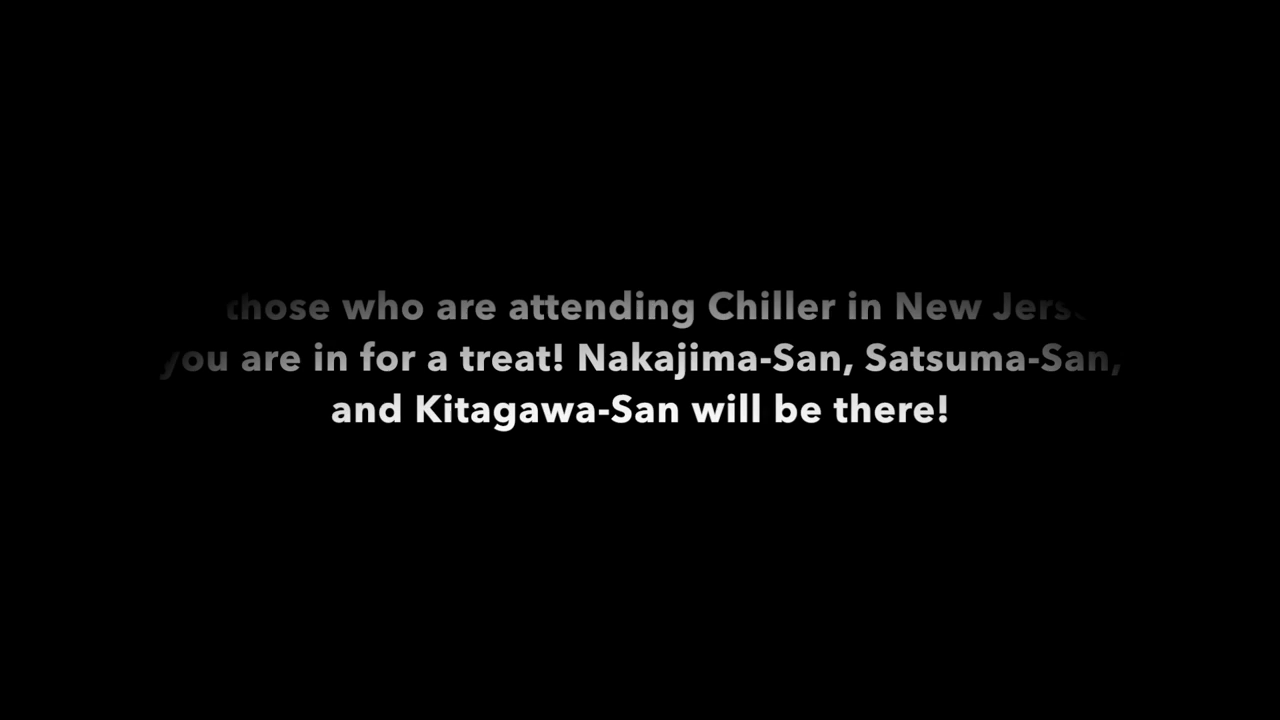 those who are attending Chiller in New Jerse
you are in for a treat! Nakajima-San, Satsuma-San,
and Kitagawa-San will be there!